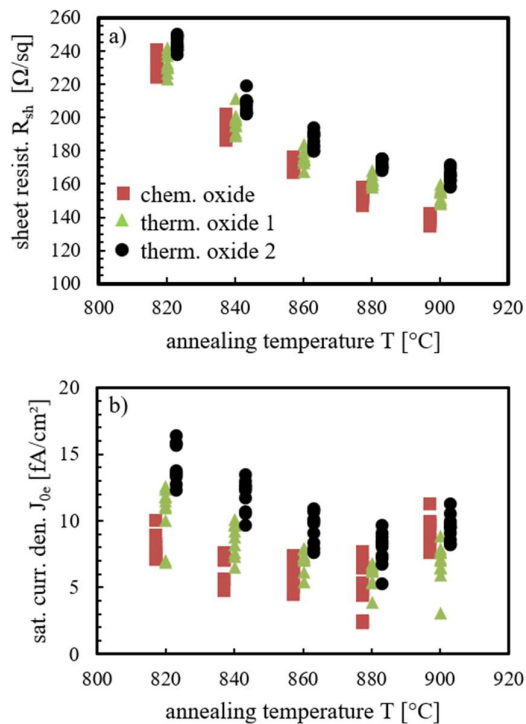 260
240
220
200
180
160
140
120
100
a)
sheet resist. Rsh [Ω/sq]
chem. oxide
therm. oxide 1
therm. oxide 2
800 820 840 860 880 900 920
annealing temperature T [°C]
20
15
10
5
0
b)
sat. curr. den. J0e [fA/cm²]
800 820 840 860 880 900 920
annealing temperature T [°C]